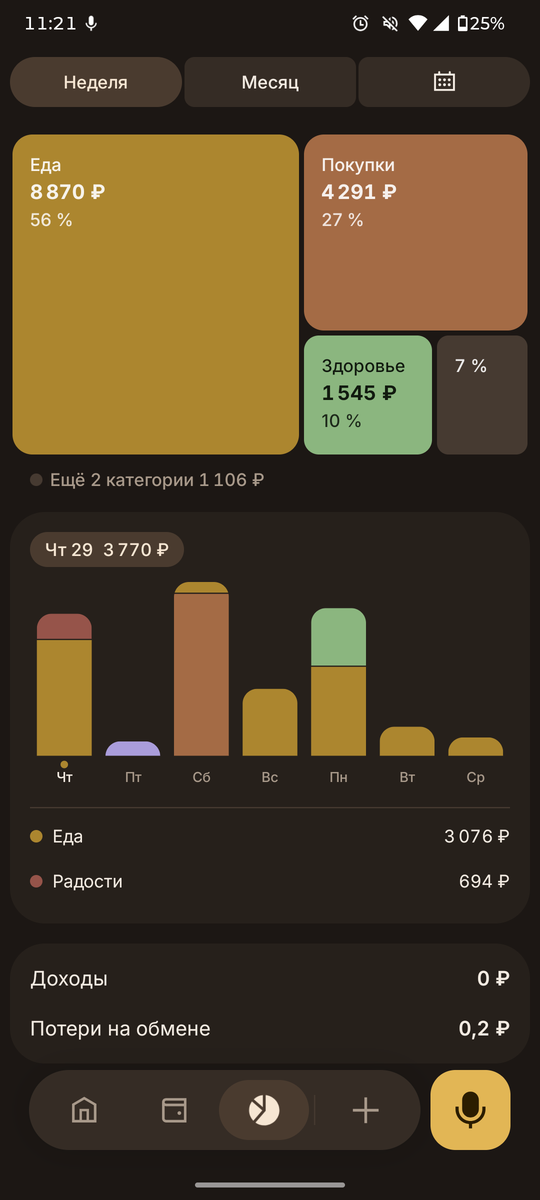 11:21
25%
Неделя
Месяц
Еда
8 870 ₽
56 %
Покупки
4 291 ₽
27 %
Здоровье
1 545 ₽
10 %
7 %
Ещё 2 категории 1 106 ₽
Чт 29 3 770 ₽
Чт Пт Сб Вс Пн Вт Ср
Еда 3 076 ₽
Радости 694 ₽
Доходы 0 ₽
Потери на обмене 0,2 ₽